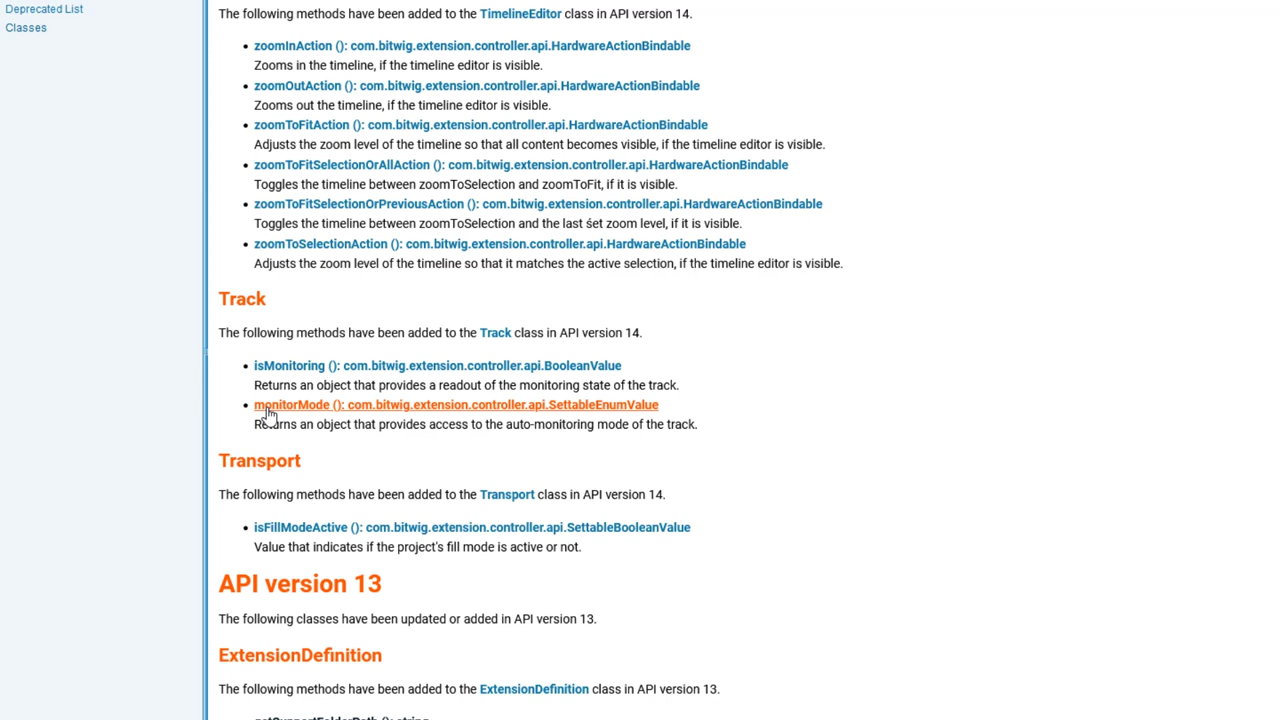 Deprecated List
Classes
The following methods have been added to the TimelineEditor class in API version 14.
zoomInAction (): com.bitwig.extension.controller.api.HardwareActionBindable
Zooms in the timeline, if the timeline editor is visible.
zoomOutAction (): com.bitwig.extension.controller.api.HardwareActionBindable
Zooms out the timeline, if the timeline editor is visible.
zoomToFitAction (): com.bitwig.extension.controller.api.HardwareActionBindable
Adjusts the zoom level of the timeline so that all content becomes visible, if the timeline editor is visible.
zoomToFitSelectionOrAllAction (): com.bitwig.extension.controller.api.HardwareActionBindable
Toggles the timeline between zoomToSelection and zoomToFit, if it is visible.
zoomToFitSelectionOrPreviousAction (): com.bitwig.extension.controller.api.HardwareActionBindable
Toggles the timeline between zoomToSelection and the last śet zoom level, if it is visible.
zoomToSelectionAction (): com.bitwig.extension.controller.api.HardwareActionBindable
Adjusts the zoom level of the timeline so that it matches the active selection, if the timeline editor is visible.
Track
The following methods have been added to the Track class in API version 14.
isMonitoring (): com.bitwig.extension.controller.api.BooleanValue
Returns an object that provides a readout of the monitoring state of the track.
monitorMode (): com.bitwig.extension.controller.api.SettableEnumValue
Returns an object that provides access to the auto-monitoring mode of the track.
Transport
The following methods have been added to the Transport class in API version 14.
isFillModeActive (): com.bitwig.extension.controller.api.SettableBooleanValue
Value that indicates if the project's fill mode is active or not.
API version 13
The following classes have been updated or added in API version 13.
ExtensionDefinition
The following methods have been added to the ExtensionDefinition class in API version 13.
getSupportFolderPath (): string